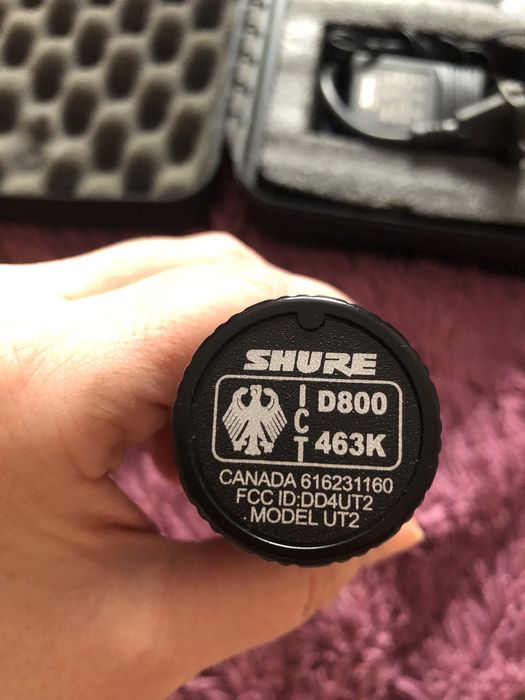 SHURE
ICT D800
463K
CANADA 616231160
FCC ID:DD4UT2
MODEL UT2